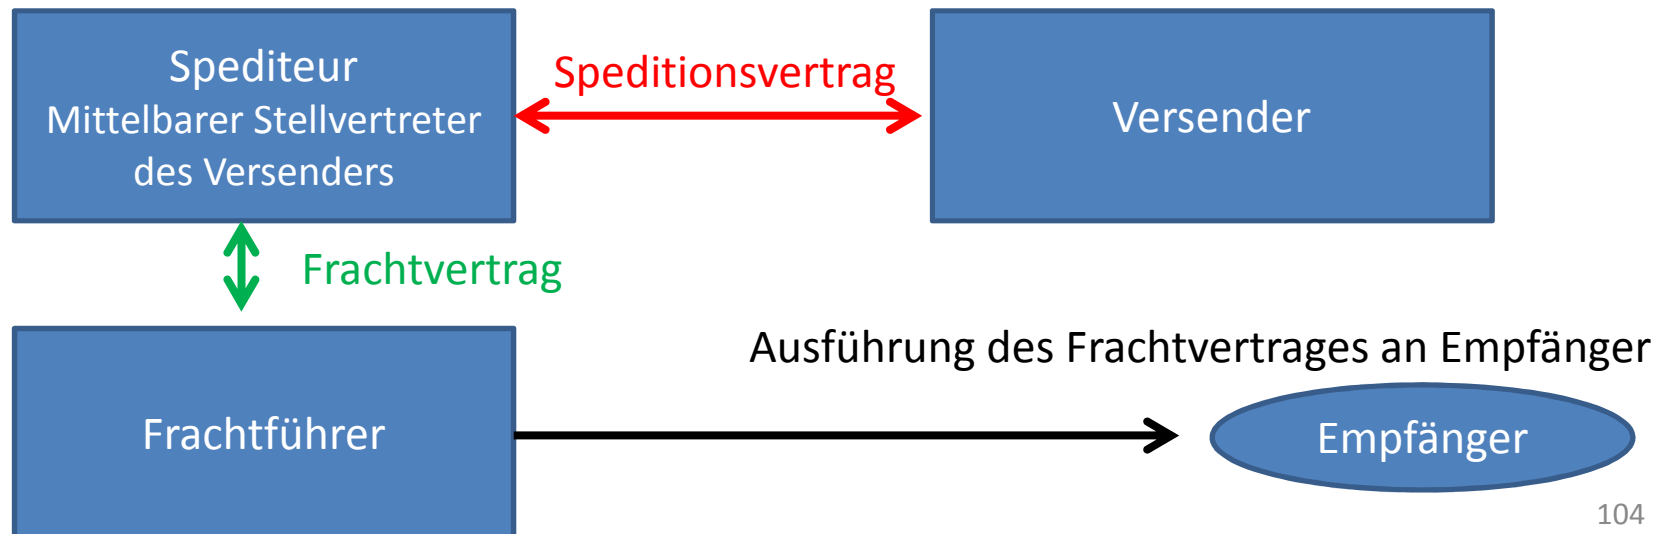 Spediteur
Mittelbarer Stellvertreter
des Versenders
Speditionsvertrag
Versender
Frachtvertrag
Ausführung des Frachtvertrages an Empfänger
Frachtführer
Empfänger
104